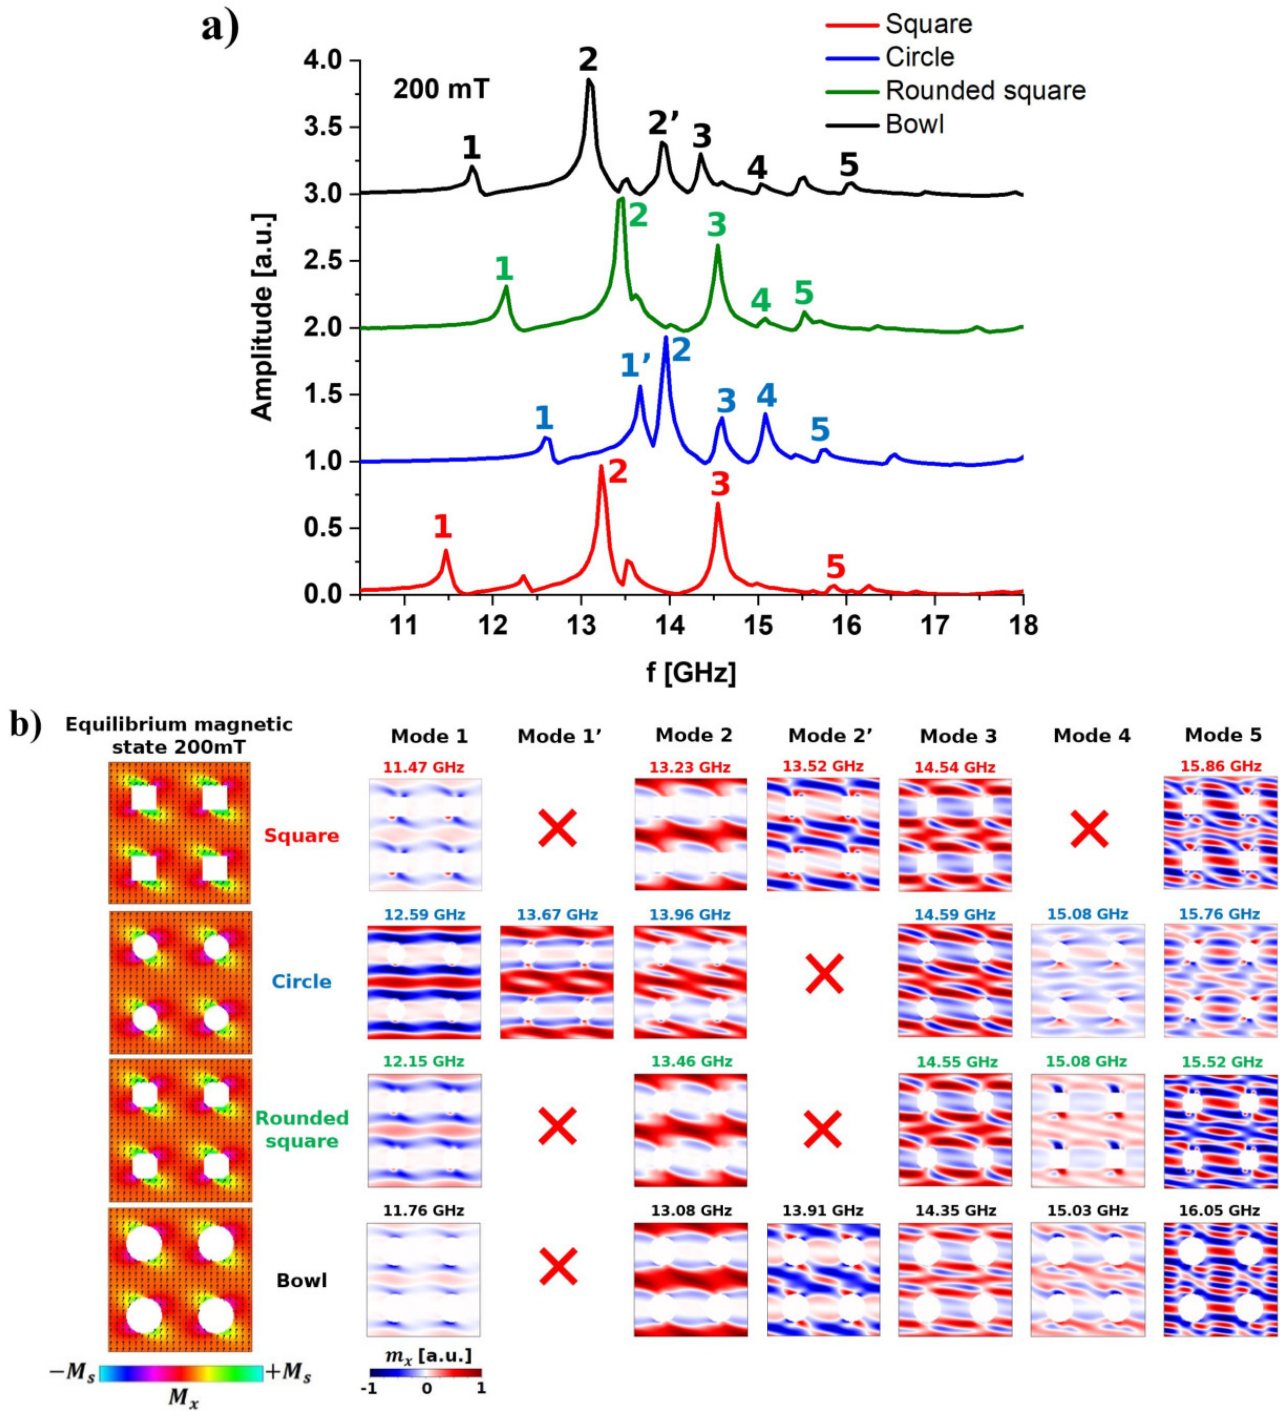 a)
Square
Circle
Rounded square
Bowl
200 mT
4.0
3.5
3.0
2.5
2.0
1.5
1.0
0.5
0.0
Amplitude [a.u.]
1
2
2’
3
4
5
1
2
3
4
5
1
1’
2
3
4
5
1
2
3
5
11 12 13 14 15 16 17 18
f [GHz]
b)
Equilibrium magnetic
state 200mT
Mode 1 Mode 1’ Mode 2 Mode 2’ Mode 3 Mode 4 Mode 5
11.47 GHz 13.23 GHz 13.52 GHz 14.54 GHz 15.86 GHz
Square
12.59 GHz 13.67 GHz 13.96 GHz 14.59 GHz 15.08 GHz 15.76 GHz
Circle
12.15 GHz 13.46 GHz 14.55 GHz 15.08 GHz 15.52 GHz
Rounded
square
11.76 GHz 13.08 GHz 13.91 GHz 14.35 GHz 15.03 GHz 16.05 GHz
Bowl
−Ms +Ms
Mx
mx [a.u.]
-1 0 1